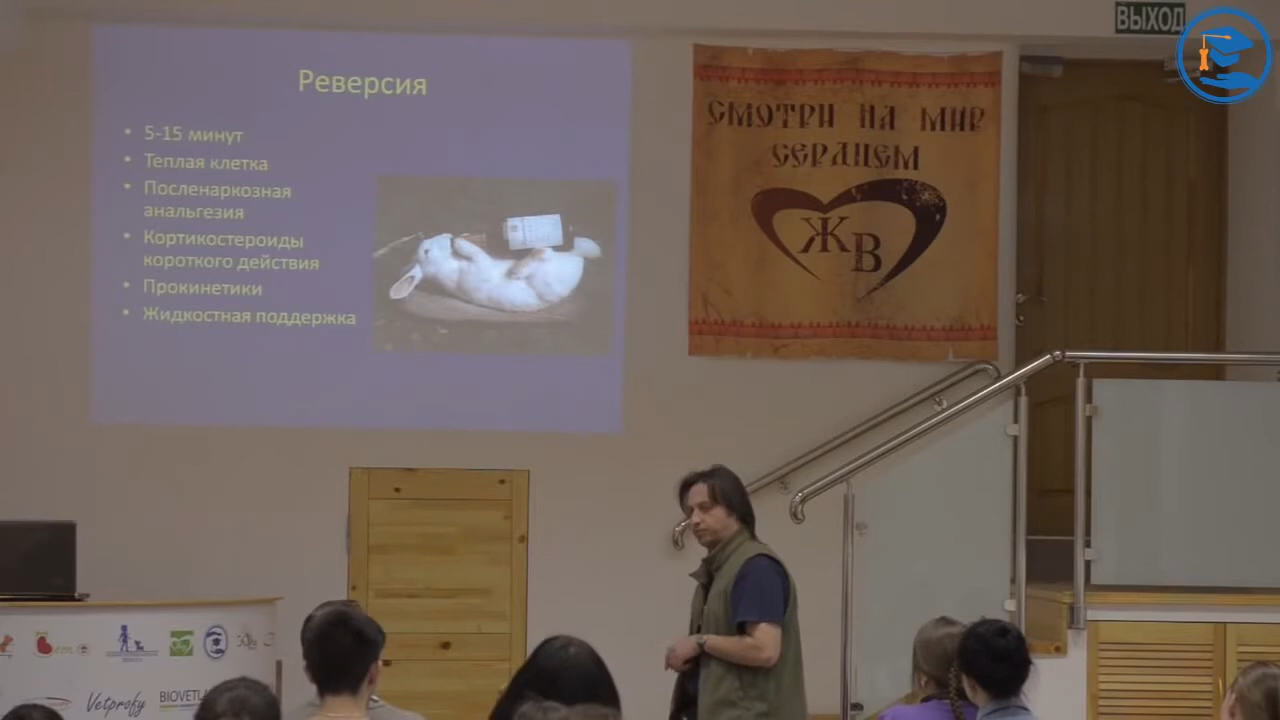 Реверсия
• 5-15 минут
• Теплая клетка
• Посленаркозная
анальгезия
• Кортикостероиды
короткого действия
• Прокинетики
• Жидкостная поддержка
СМОТРИ НА МИР
СЕРДЦЕМ
ЖВ
ВЫХОД
Vetprofy